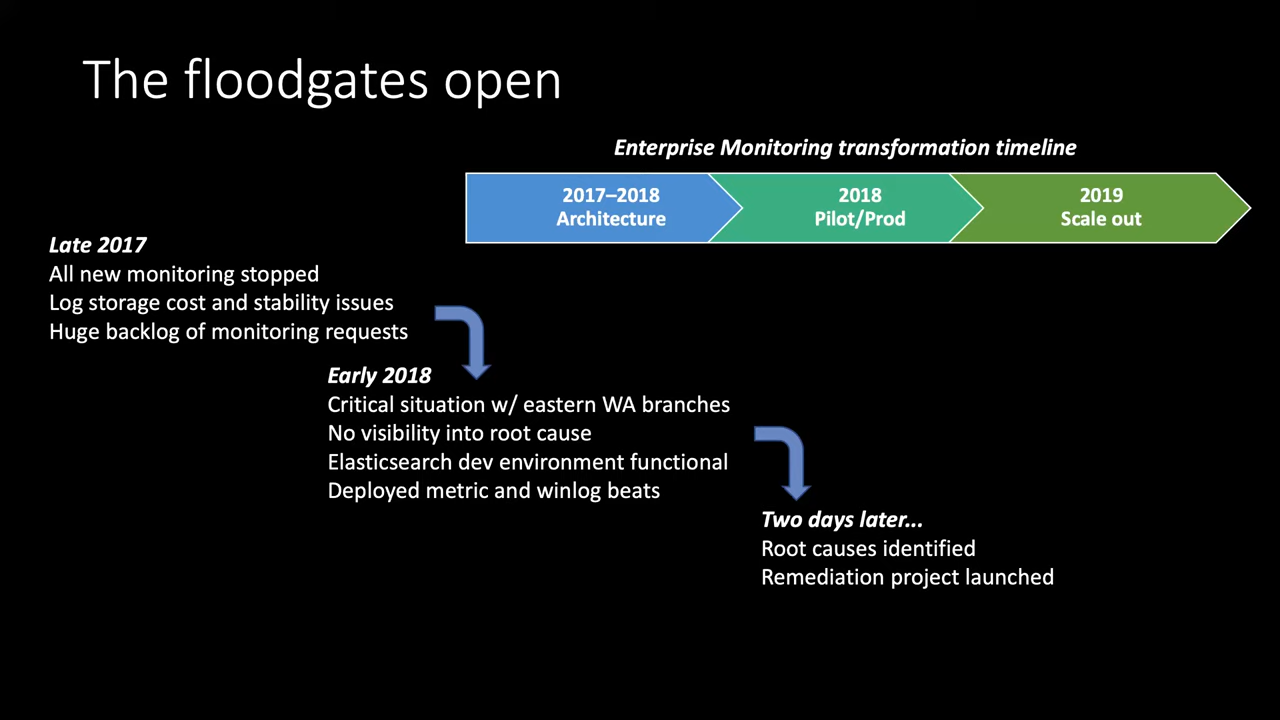 The floodgates open
Enterprise Monitoring transformation timeline
2017–2018
Architecture
2018
Pilot/Prod
2019
Scale out
Late 2017
All new monitoring stopped
Log storage cost and stability issues
Huge backlog of monitoring requests
Early 2018
Critical situation w/ eastern WA branches
No visibility into root cause
Elasticsearch dev environment functional
Deployed metric and winlog beats
Two days later...
Root causes identified
Remediation project launched